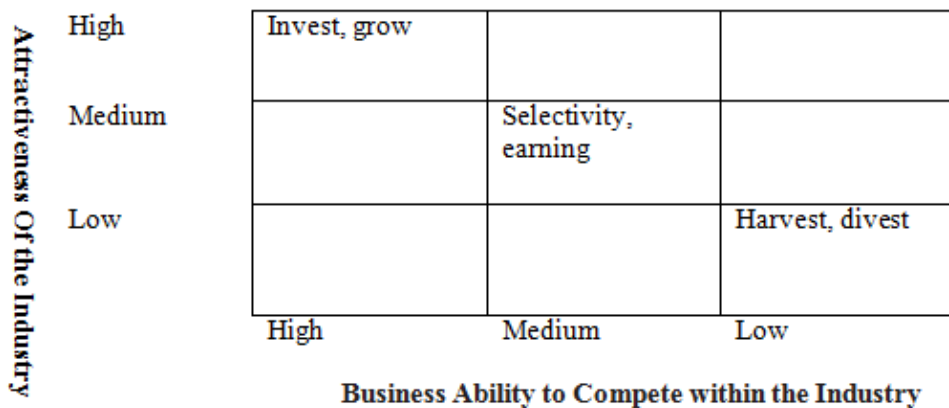 Attractiveness Of the Industry
High
Invest, grow
Medium
Selectivity,
earning
Low
Harvest, divest
High
Medium
Low
Business Ability to Compete within the Industry